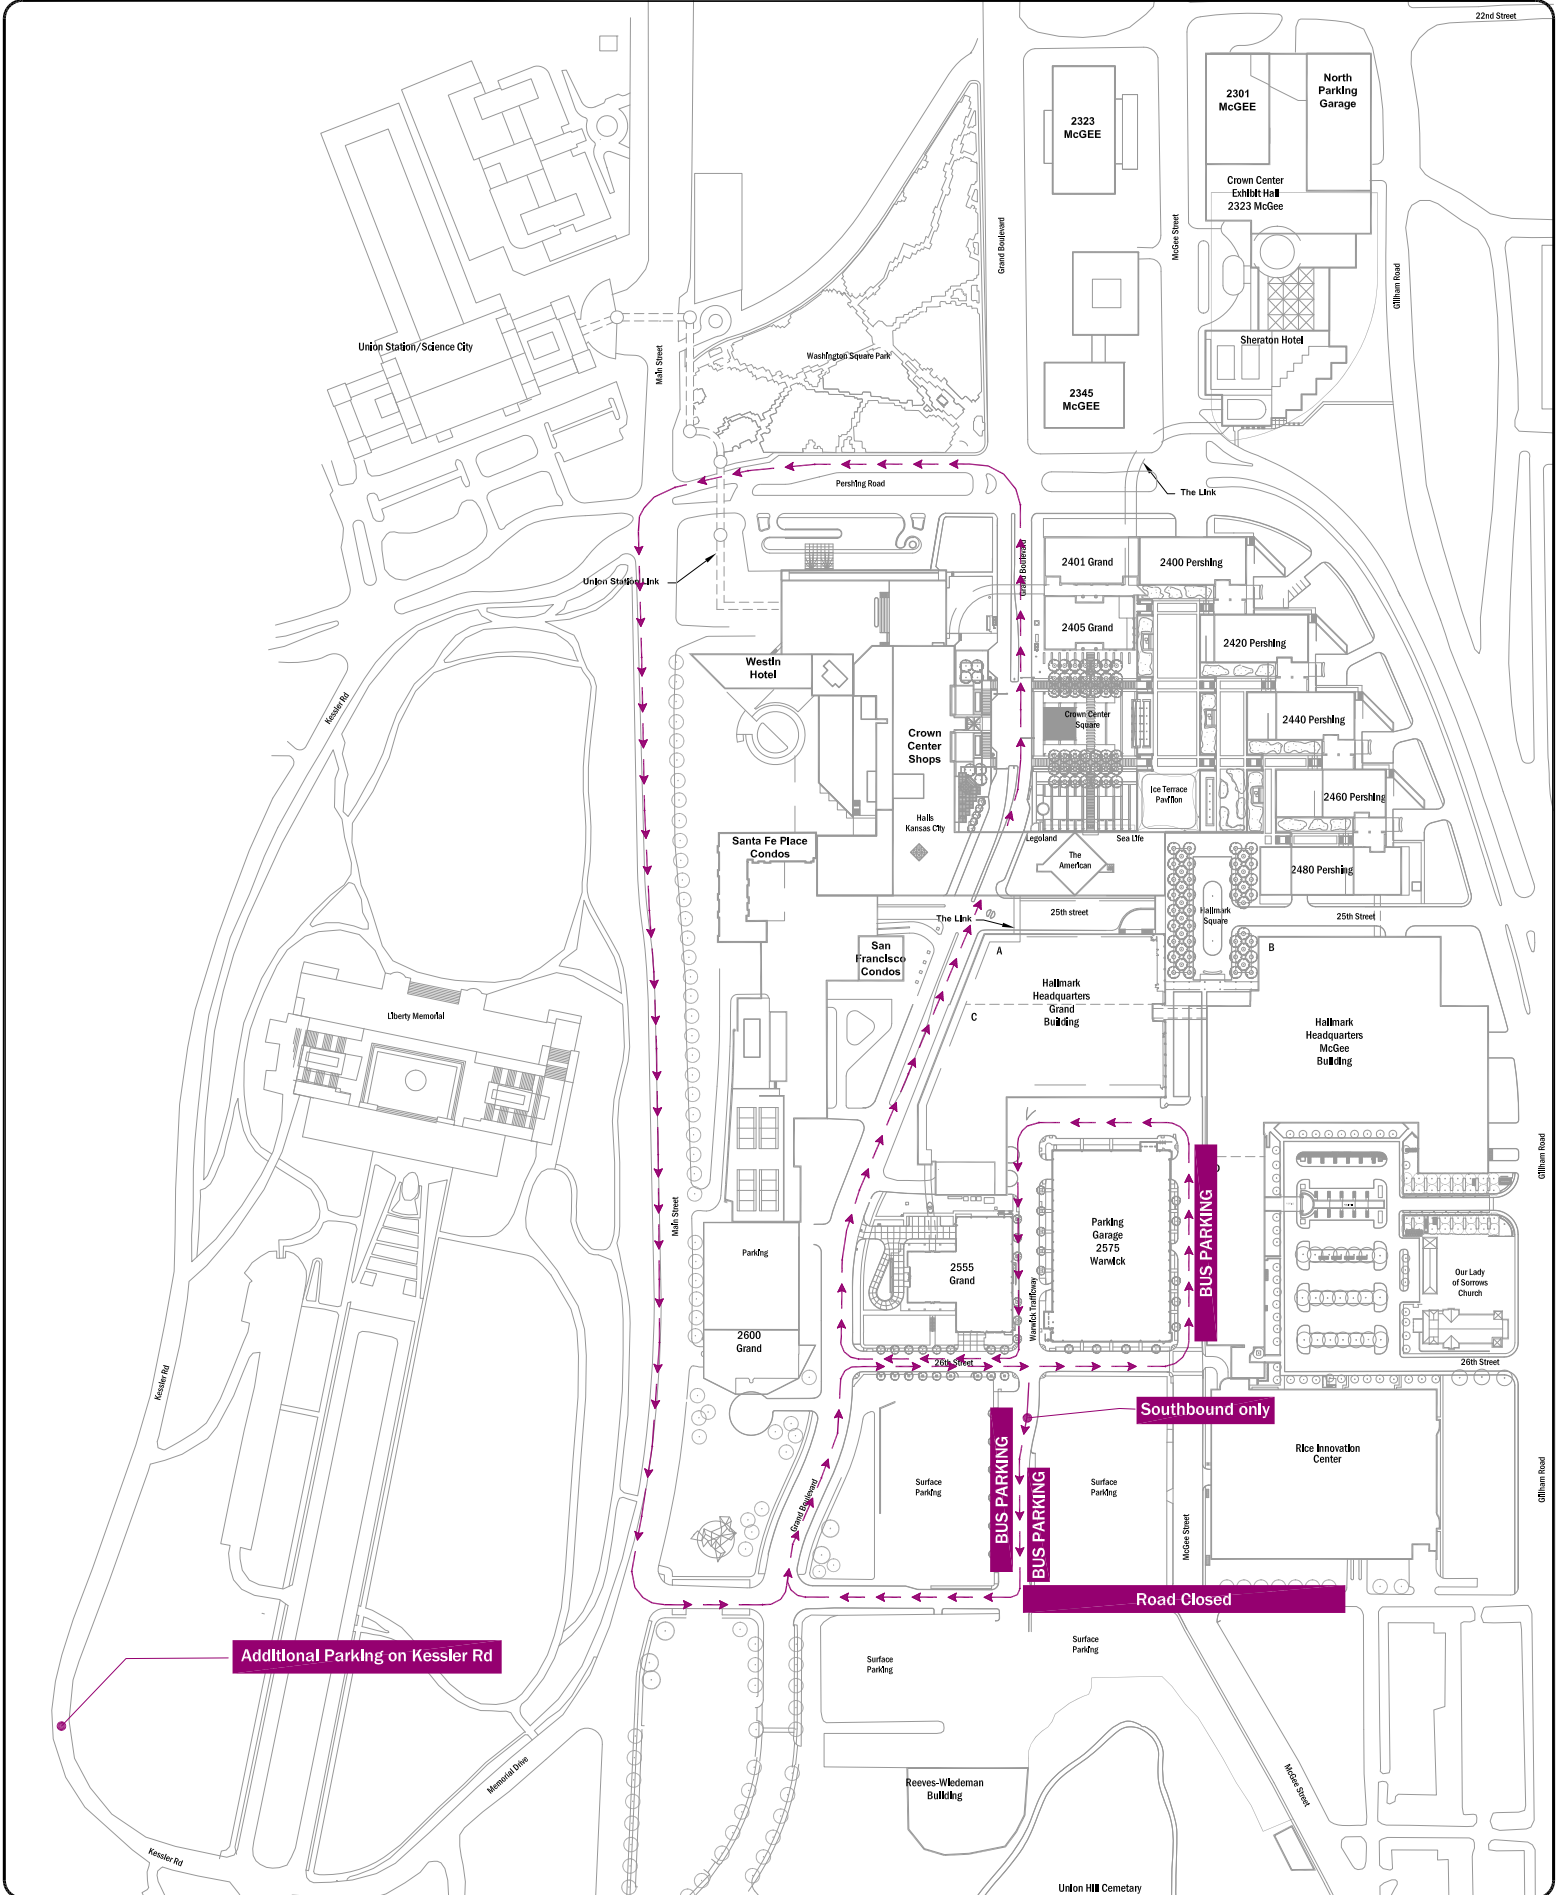 22nd Street
2301
McGEE
North
Parking
Garage
2323
McGEE
Crown Center
Exhibit Hall
2323 McGee
Grand Boulevard
McGee Street
Gillham Road
Union Station/Science City
Main Street
Washington Square Park
Sheraton Hotel
2345
McGEE
Pershing Road
The Link
Grand Boulevard
2401 Grand
2400 Pershing
Union Station Link
2405 Grand
2420 Pershing
Westin
Hotel
Kessler Rd
Crown Center
Square
2440 Pershing
Crown
Center
Shops
Ice Terrace
Pavilion
2460 Pershing
Halls
Kansas City
Legoland
Sea Life
Santa Fe Place
Condos
The
American
2480 Pershing
The Link
25th street
Hallmark
Square
25th Street
San
Francisco
Condos
A
B
Hallmark
Headquarters
Grand
Building
C
Liberty Memorial
Hallmark
Headquarters
McGee
Building
Gillham Road
D
BUS PARKING
Main Street
Parking
Garage
2575
Warwick
Parking
2555
Grand
Warwick Trafficway
Our Lady
of Sorrows
Church
2600
Grand
26th Street
26th Street
Kessler Rd
Southbound only
Rice Innovation
Center
BUS PARKING
BUS PARKING
Surface
Parking
Surface
Parking
Grand Boulevard
Gillham Road
McGee Street
Road Closed
Additional Parking on Kessler Rd
Surface
Parking
Surface
Parking
Memorial Drive
Reeves-Wiedeman
Building
McGee Street
Kessler Rd
Union Hill Cemetary